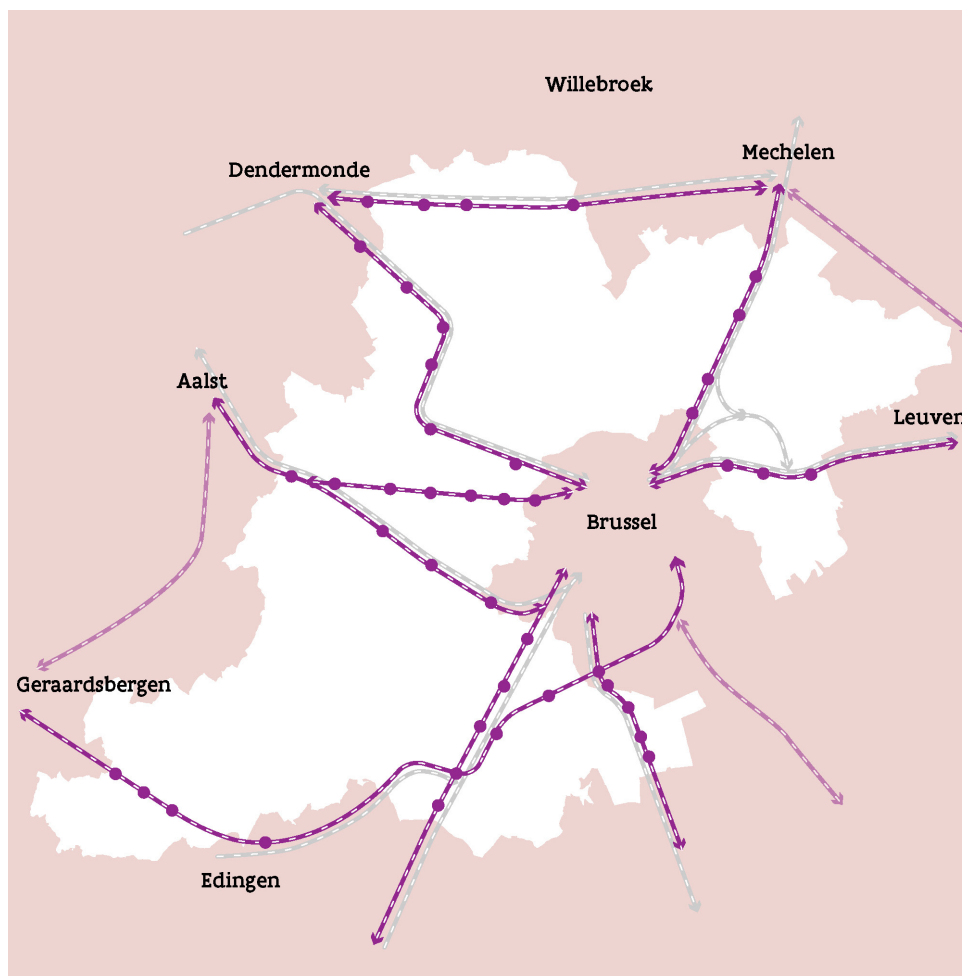 Willebroek
Mechelen
Dendermonde
Aalst
Leuven
Brussel
Geraardsbergen
Edingen